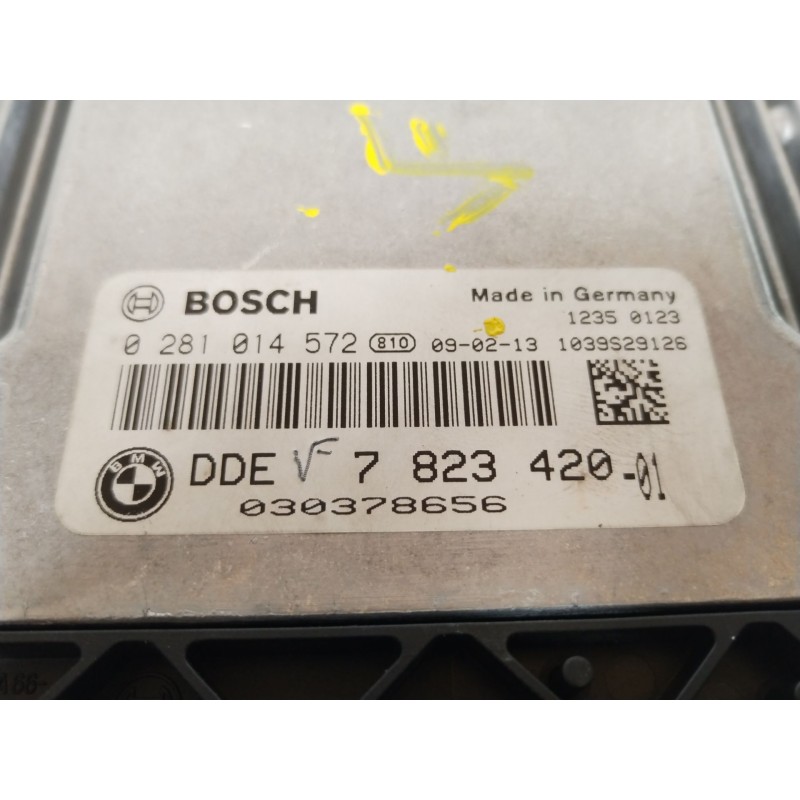 BOSCH
Made in Germany
1235 0123
0 281 014 572 810 09-02-13 1039S29126
BMW
DDE 7 823 420-01
030378656